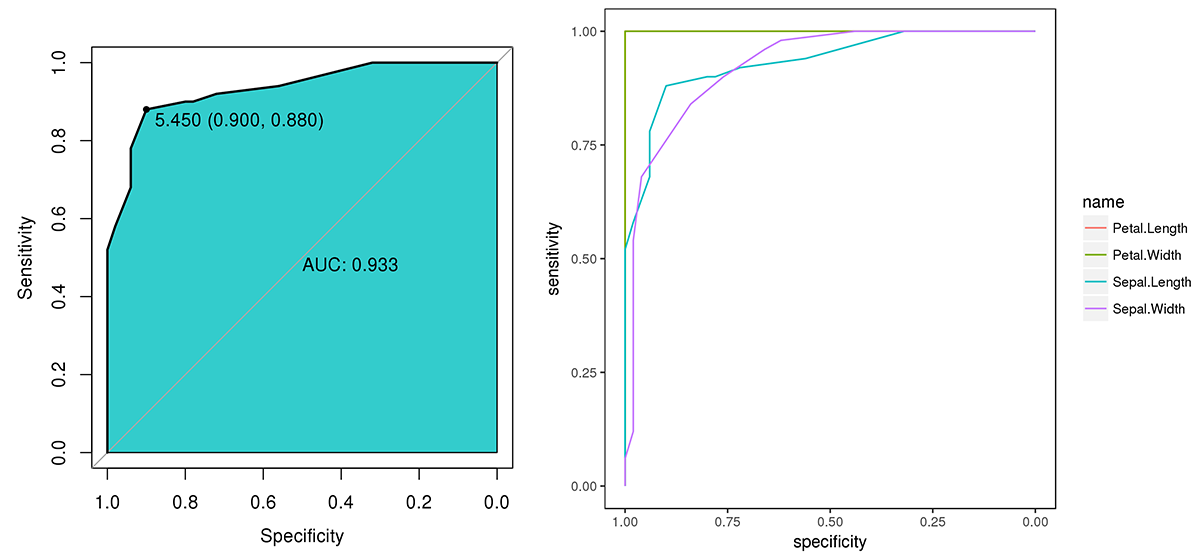 Sensitivity
1.0
0.8
0.6
0.4
0.2
0.0
5.450 (0.900, 0.880)
AUC: 0.933
1.0 0.8 0.6 0.4 0.2 0.0
Specificity
sensitivity
1.00
0.75
0.50
0.25
0.00
1.00 0.75 0.50 0.25 0.00
specificity
name
Petal.Length
Petal.Width
Sepal.Length
Sepal.Width